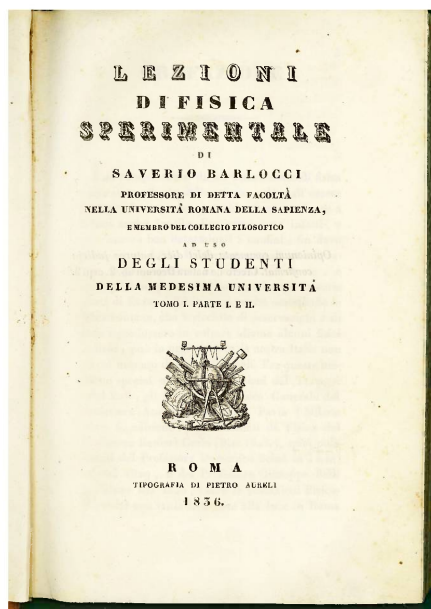 LEZIONI
DI FISICA
SPERIMENTALE
DI
SAVERIO BARLOCCI
PROFESSORE DI DETTA FACOLTÀ
NELLA UNIVERSITÀ ROMANA DELLA SAPIENZA,
E MEMBRO DEL COLLEGIO FILOSOFICO
AD USO
DEGLI STUDENTI
DELLA MEDESIMA UNIVERSITÀ
TOMO I. PARTE I. E II.
ROMA
TIPOGRAFIA DI PIETRO AURELI
1836.